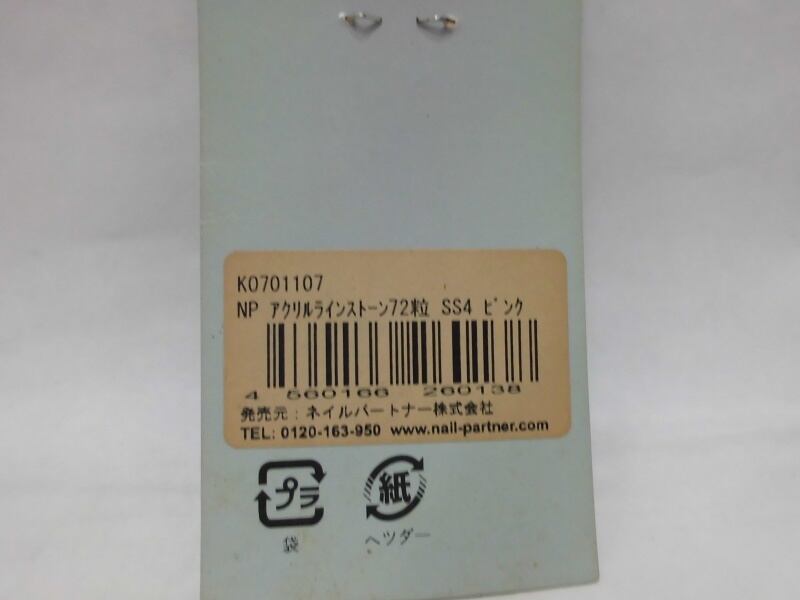 K0701107
NP ｱｸﾘﾙﾗｲﾝｽﾄｰﾝ72粒 SS4 ﾋﾟﾝｸ
4 560166 260138
発売元：ネイルパートナー株式会社
TEL: 0120-163-950 www.nail-partner.com
プラ 紙
袋 ヘツダー